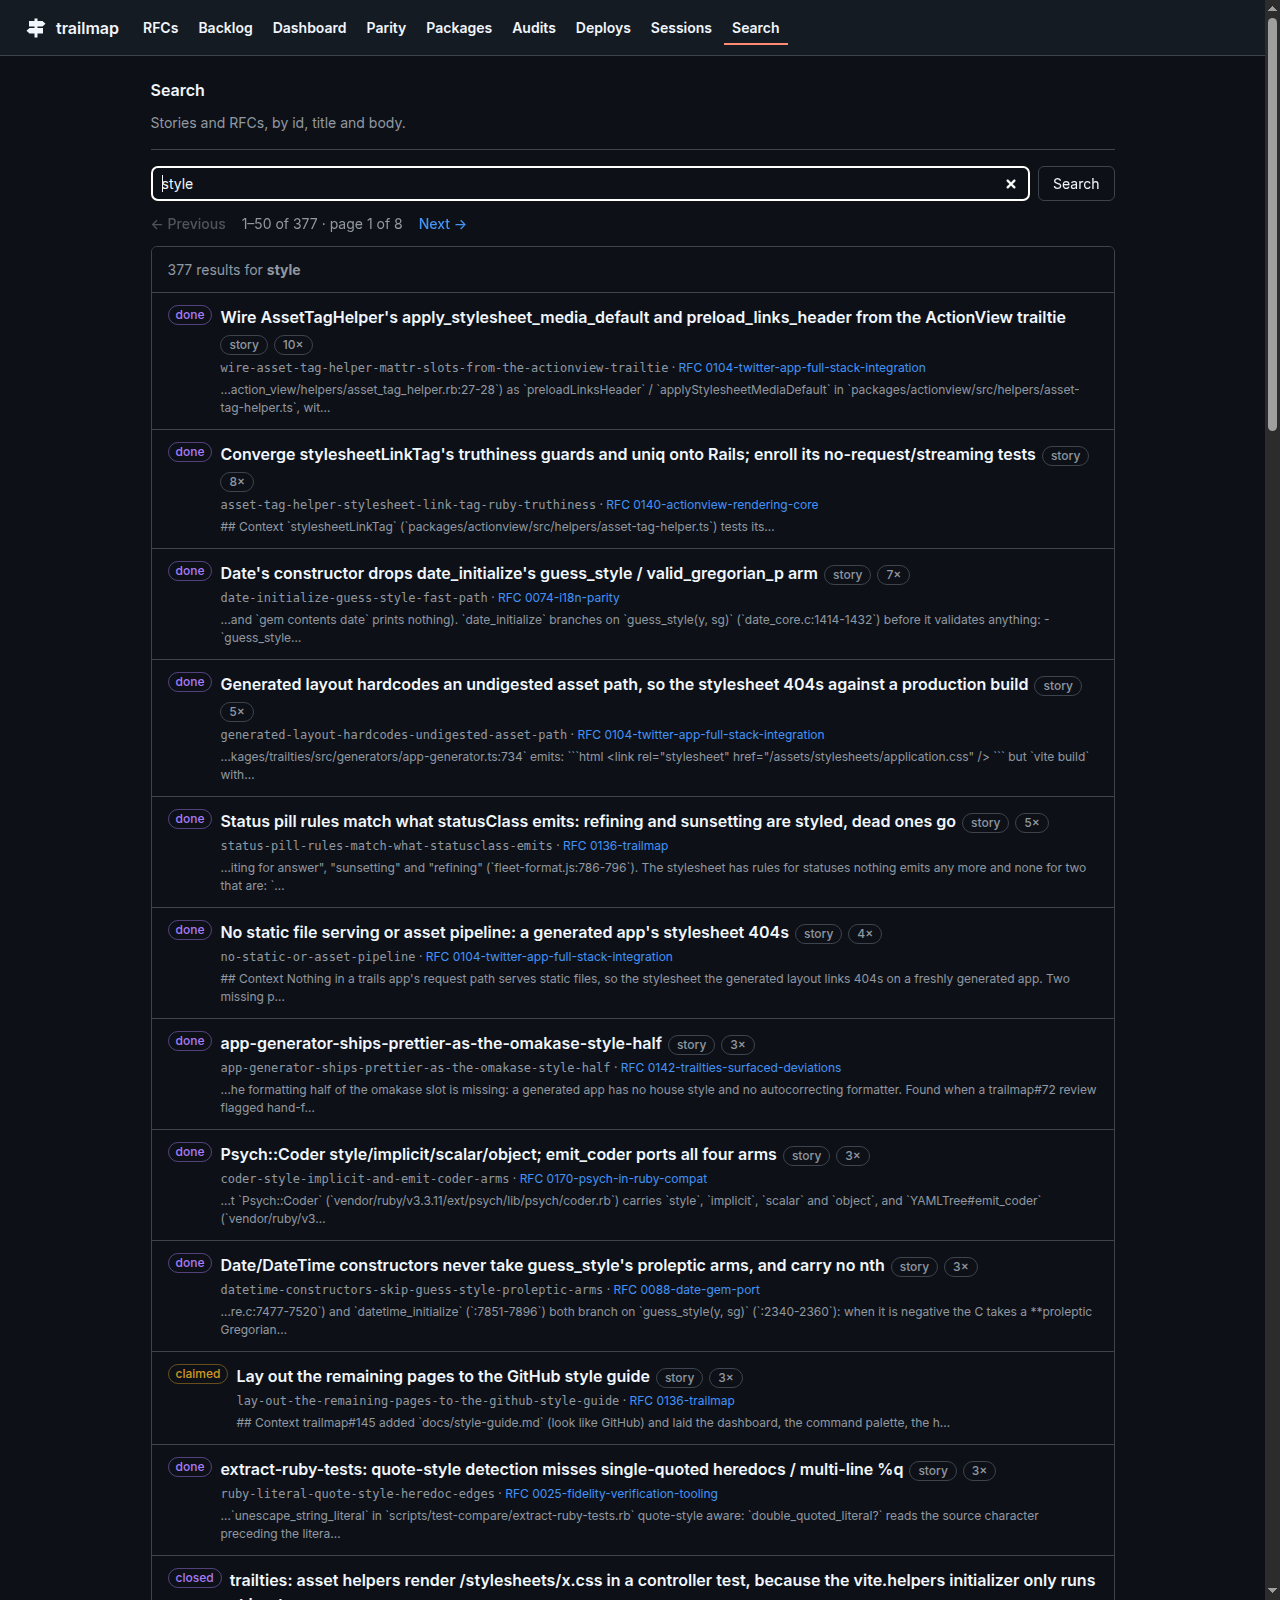 trailmap RFCs Backlog Dashboard Parity Packages Audits Deploys Sessions Search
Search
Stories and RFCs, by id, title and body.
style × Search
← Previous 1–50 of 377 · page 1 of 8 Next →
377 results for style
done Wire AssetTagHelper's apply_stylesheet_media_default and preload_links_header from the ActionView trailtie
story 10×
wire-asset-tag-helper-mattr-slots-from-the-actionview-trailtie · RFC 0104-twitter-app-full-stack-integration
...action_view/helpers/asset_tag_helper.rb:27-28`) as `preloadLinksHeader` / `applyStylesheetMediaDefault` in `packages/actionview/src/helpers/asset-
tag-helper.ts`, wit...
done Converge stylesheetLinkTag's truthiness guards and uniq onto Rails; enroll its no-request/streaming tests story
8×
asset-tag-helper-stylesheet-link-tag-ruby-truthiness · RFC 0140-actionview-rendering-core
## Context `stylesheetLinkTag` (`packages/actionview/src/helpers/asset-tag-helper.ts`) tests its...
done Date's constructor drops date_initialize's guess_style / valid_gregorian_p arm story 7×
date-initialize-guess-style-fast-path · RFC 0074-i18n-parity
...and `gem contents date` prints nothing). `date_initialize` branches on `guess_style(y, sg)` (`date_core.c:1414-1432`) before it validates anything: -
`guess_style...
done Generated layout hardcodes an undigested asset path, so the stylesheet 404s against a production build story
5×
generated-layout-hardcodes-undigested-asset-path · RFC 0104-twitter-app-full-stack-integration
...kages/trailties/src/generators/app-generator.ts:734` emits: ```html <link rel="stylesheet" href="/assets/stylesheets/application.css" /> ``` but `vite build`
with...
done Status pill rules match what statusClass emits: refining and sunsetting are styled, dead ones go story 5×
status-pill-rules-match-what-statusclass-emits · RFC 0136-trailmap
...iting for answer", "sunsetting" and "refining" (`fleet-format.js:786-796`). The stylesheet has rules for statuses nothing emits any more and none for two
that are: `...
done No static file serving or asset pipeline: a generated app's stylesheet 404s story 4×
no-static-or-asset-pipeline · RFC 0104-twitter-app-full-stack-integration
## Context Nothing in a trails app's request path serves static files, so the stylesheet the generated layout links 404s on a freshly generated app. Two
missing p...
done app-generator-ships-prettier-as-the-omakase-style-half story 3×
app-generator-ships-prettier-as-the-omakase-style-half · RFC 0142-trailties-surfaced-deviations
...he formatting half of the omakase slot is missing: a generated app has no house style and no autocorrecting formatter. Found when a trailmap#72 review
flagged hand-f...
done Psych::Coder style/implicit/scalar/object; emit_coder ports all four arms story 3×
coder-style-implicit-and-emit-coder-arms · RFC 0170-psych-in-ruby-compat
...t `Psych::Coder` (`vendor/ruby/v3.3.11/ext/psych/lib/psych/coder.rb`) carries `style`, `implicit`, `scalar` and `object`, and `YAMLTree#emit_coder`
(`vendor/ruby/v3...
done Date/DateTime constructors never take guess_style's proleptic arms, and carry no nth story 3×
datetime-constructors-skip-guess-style-proleptic-arms · RFC 0088-date-gem-port
...re.c:7477-7520`) and `datetime_initialize` (`:7851-7896`) both branch on `guess_style(y, sg)` (`:2340-2360`): when it is negative the C takes a **proleptic
Gregorian...
claimed Lay out the remaining pages to the GitHub style guide story 3×
lay-out-the-remaining-pages-to-the-github-style-guide · RFC 0136-trailmap
## Context trailmap#145 added `docs/style-guide.md` (look like GitHub) and laid the dashboard, the command palette, the h...
done extract-ruby-tests: quote-style detection misses single-quoted heredocs / multi-line %q story 3×
ruby-literal-quote-style-heredoc-edges · RFC 0025-fidelity-verification-tooling
...`unescape_string_literal` in `scripts/test-compare/extract-ruby-tests.rb` quote-style aware: `double_quoted_literal?` reads the source character
preceding the litera...
closed trailties: asset helpers render /stylesheets/x.css in a controller test, because the vite.helpers initializer only runs